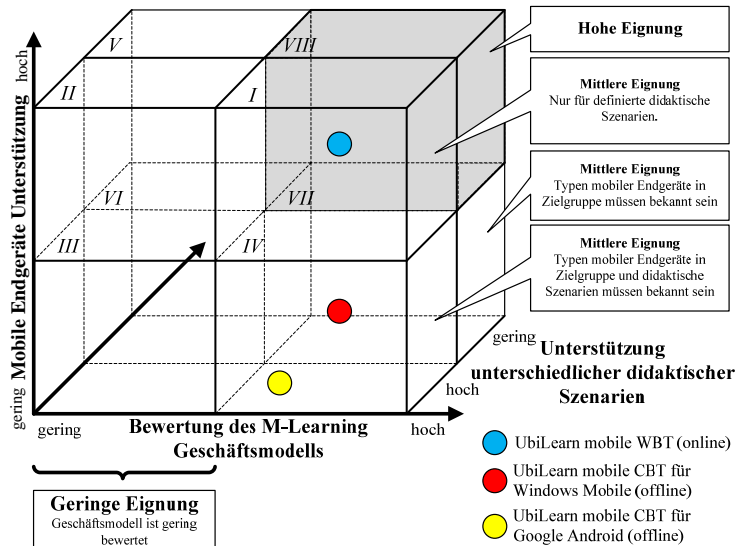 Mobile Endgeräte Unterstützung
hoch
gering
V
VIII
II
I
VI
VII
III
IV
Hohe Eignung
Mittlere Eignung
Nur für definierte didaktische
Szenarien.
Mittlere Eignung
Typen mobiler Endgeräte in
Zielgruppe müssen bekannt sein
Mittlere Eignung
Typen mobiler Endgeräte in
Zielgruppe und didaktische
Szenarien müssen bekannt sein
gering
Unterstützung
unterschiedlicher didaktischer
Szenarien
hoch
gering
Bewertung des M-Learning
Geschäftsmodells
hoch
Geringe Eignung
Geschäftsmodell ist gering
bewertet
UbiLearn mobile WBT (online)
UbiLearn mobile CBT für
Windows Mobile (offline)
UbiLearn mobile CBT für
Google Android (offline)